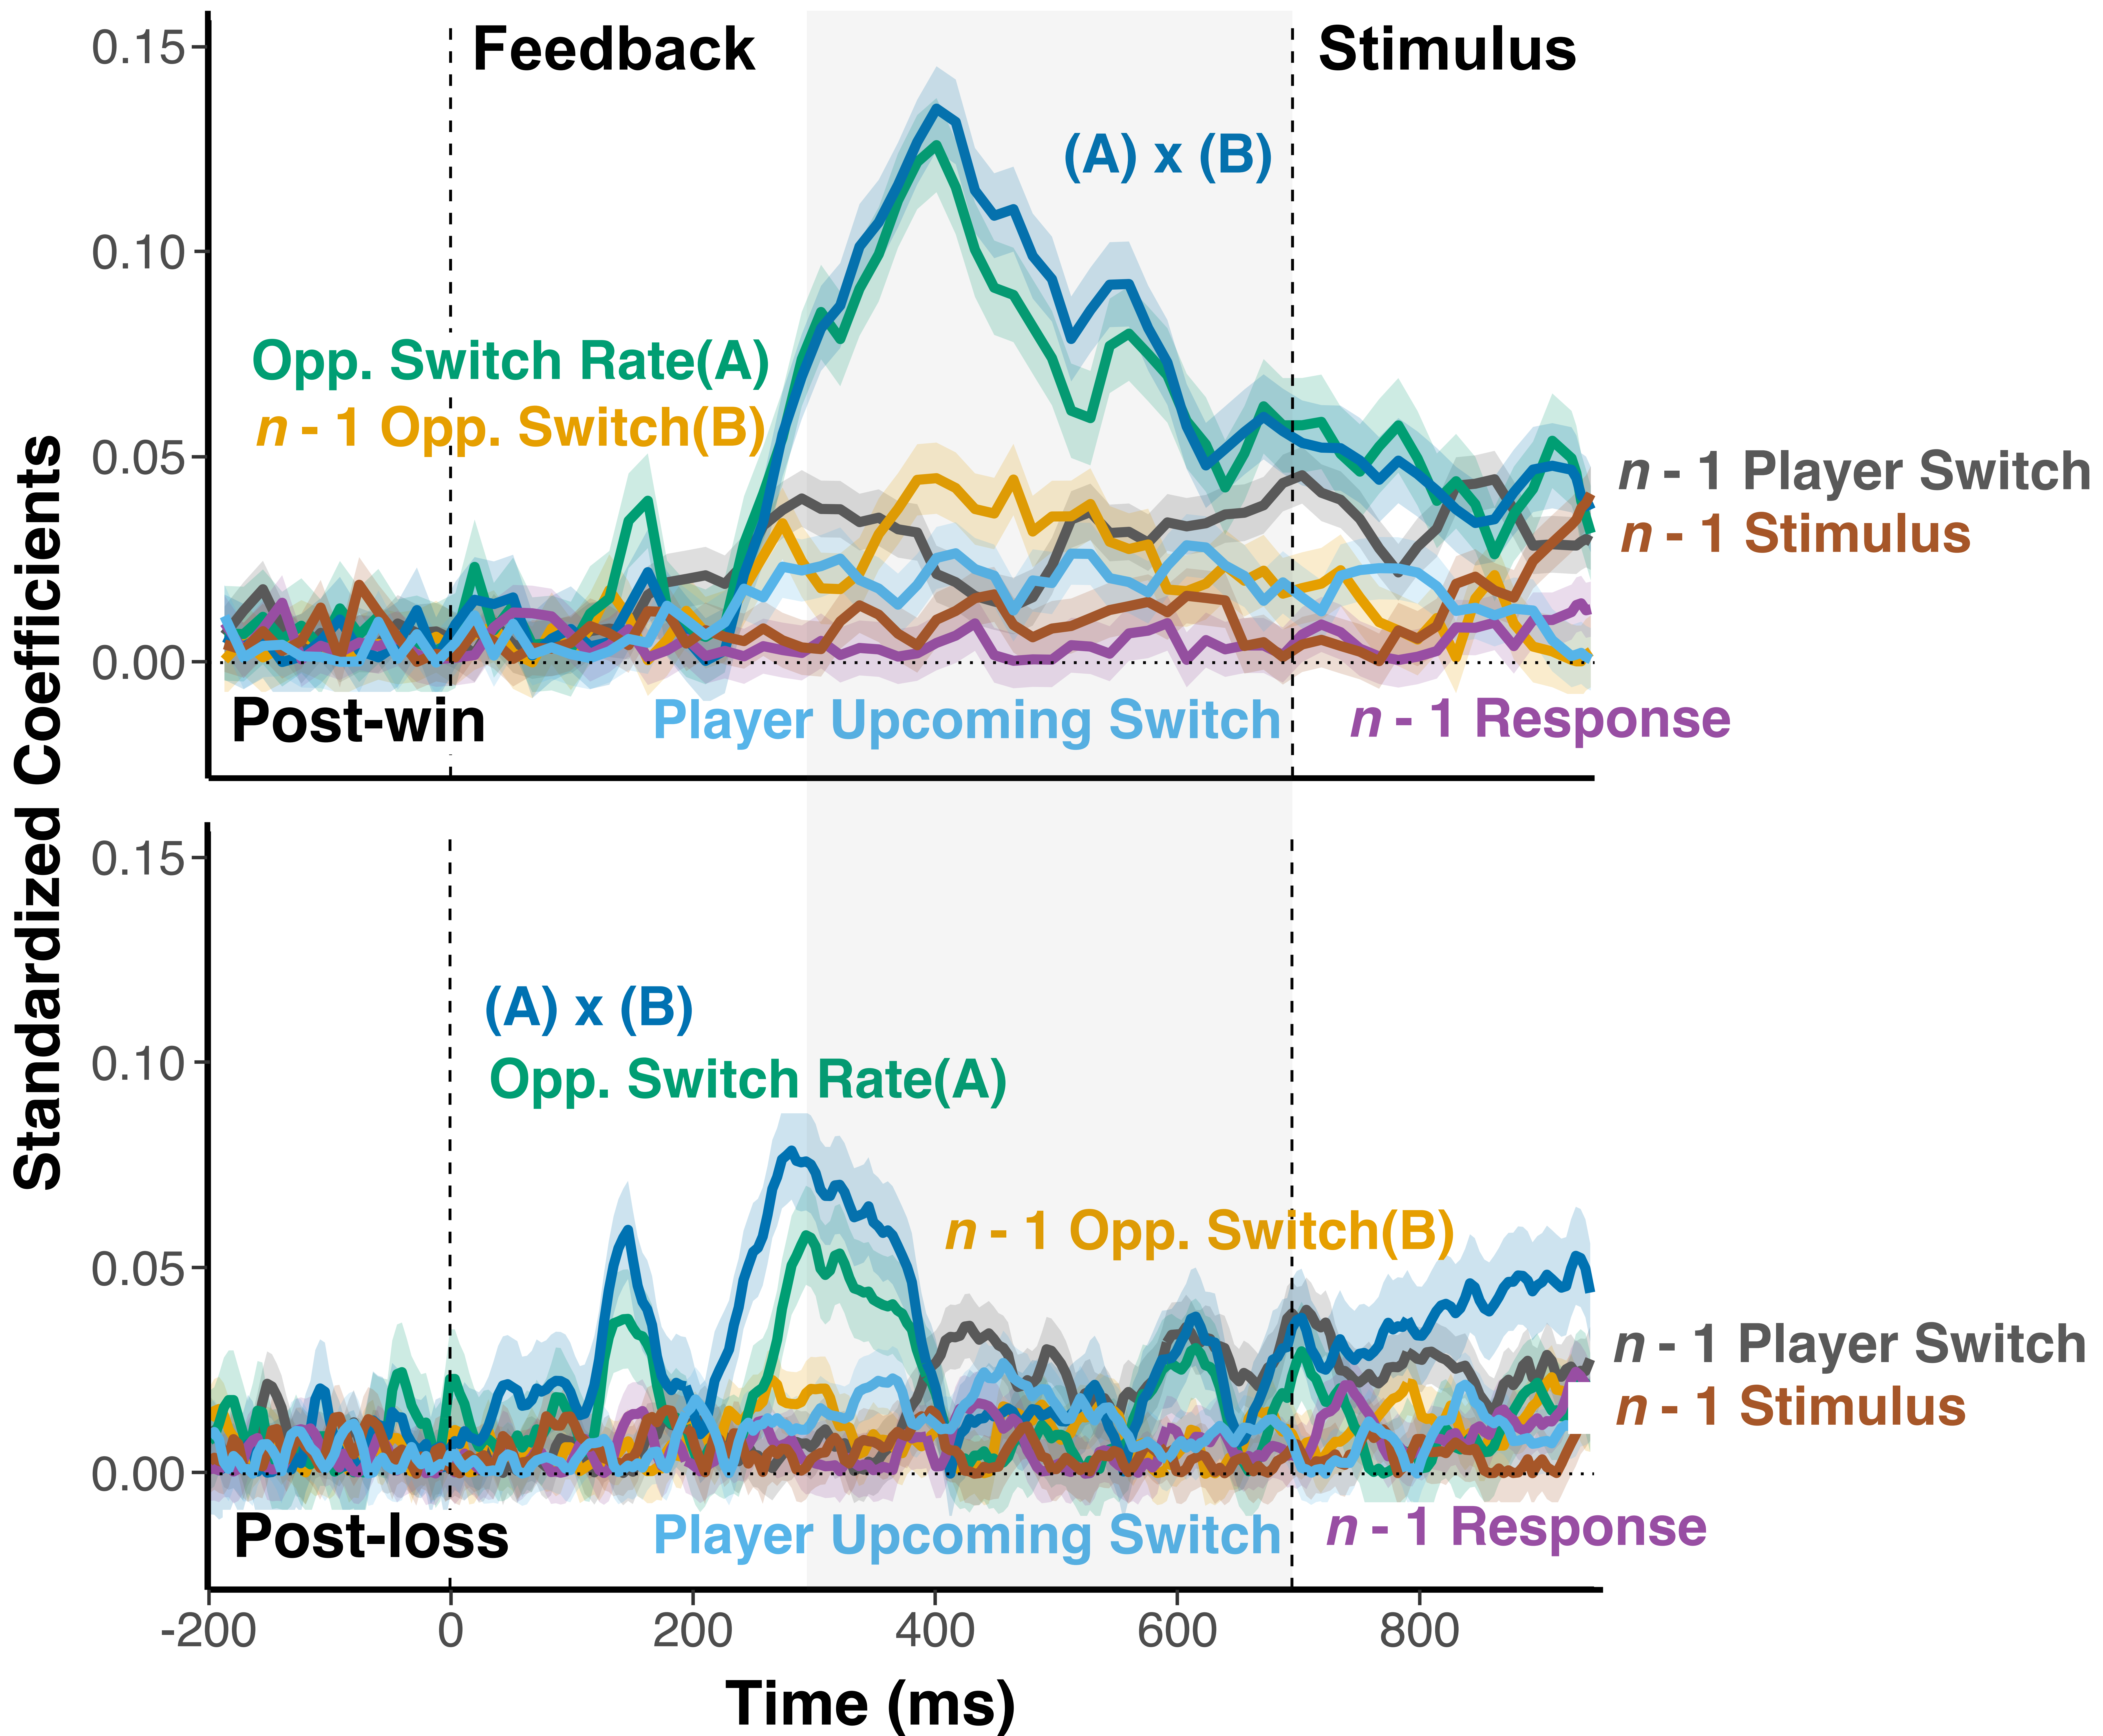 Feedback
Stimulus
0.15
(A) x (B)
0.10
Opp. Switch Rate(A)
n - 1 Opp. Switch(B)
0.05
n - 1 Player Switch
n - 1 Stimulus
0.00
Post-win
Player Upcoming Switch
n - 1 Response
Standardized Coefficients
0.15
(A) x (B)
0.10
Opp. Switch Rate(A)
n - 1 Opp. Switch(B)
0.05
n - 1 Player Switch
n - 1 Stimulus
0.00
Post-loss
Player Upcoming Switch
n - 1 Response
-200 0 200 400 600 800
Time (ms)